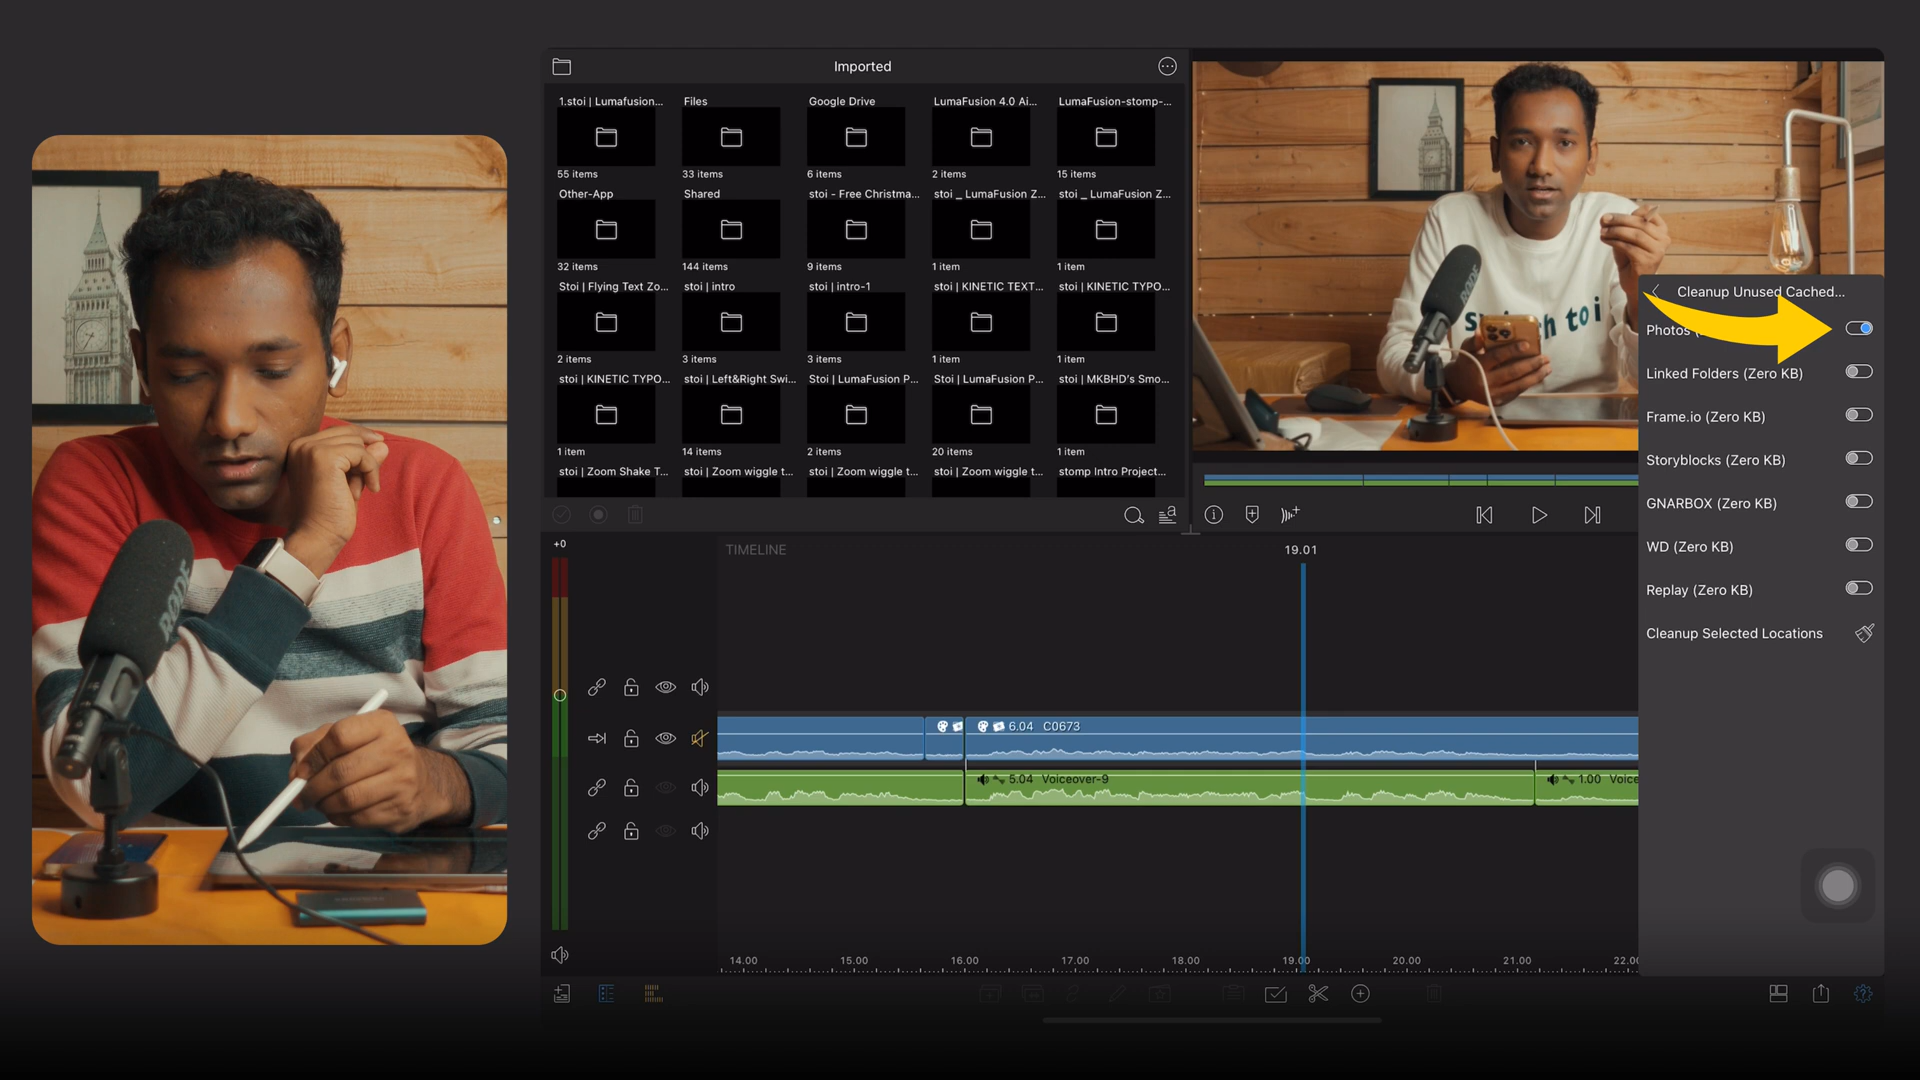 Imported
1.stoi | Lumafusion...
Files
Google Drive
LumaFusion 4.0 Ai...
LumaFusion-stomp-...
55 items
33 items
6 items
2 items
15 items
Other-App
Shared
stoi - Free Christma...
stoi _ LumaFusion Z...
stoi _ LumaFusion Z...
32 items
144 items
9 items
1 item
1 item
Stoi | Flying Text Zo...
stoi | intro
stoi | intro-1
stoi | KINETIC TEXT...
stoi | KINETIC TYPO...
2 items
3 items
3 items
1 item
1 item
stoi | KINETIC TYPO...
stoi | Left&Right Swi...
Stoi | LumaFusion P...
Stoi | LumaFusion P...
stoi | MKBHD's Smo...
1 item
14 items
2 items
20 items
1 item
stoi | Zoom Shake T...
stoi | Zoom wiggle t...
stoi | Zoom wiggle t...
stoi | Zoom wiggle t...
stomp Intro Project...
RODE
RODE
toi
Cleanup Unused Cached...
Photos
Linked Folders (Zero KB)
Frame.io (Zero KB)
Storyblocks (Zero KB)
GNARBOX (Zero KB)
WD (Zero KB)
Replay (Zero KB)
Cleanup Selected Locations
+0
TIMELINE
19.01
6.04 C0673
5.04 Voiceover-9
1.00 Voice
14.00
15.00
16.00
17.00
18.00
19.00
20.00
21.00
22.00